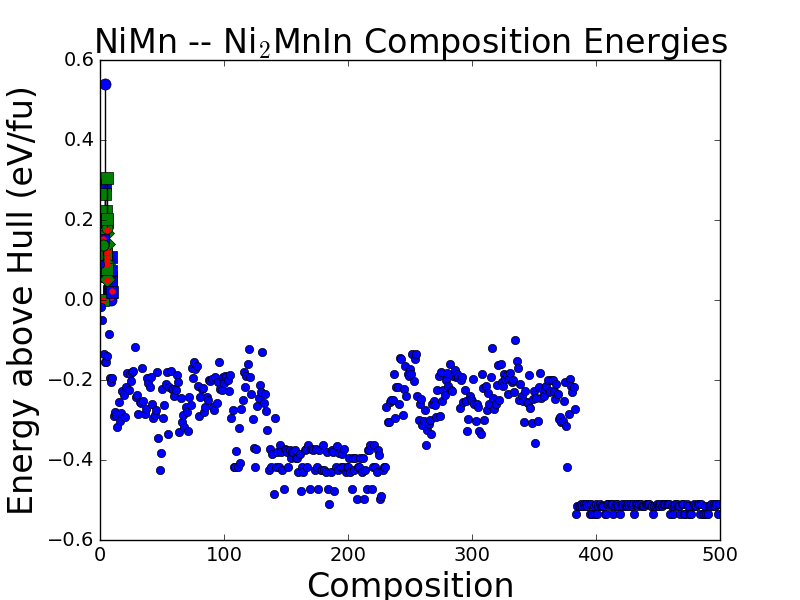 NiMn -- Ni₂MnIn Composition Energies
Energy above Hull (eV/fu)
0.6
0.4
0.2
0.0
−0.2
−0.4
−0.6
0 100 200 300 400 500
Composition